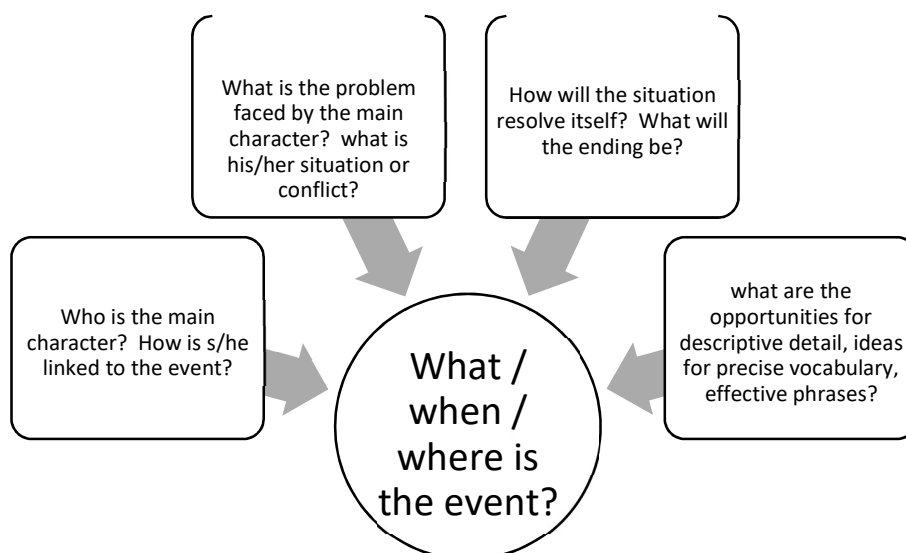 What is the problem
faced by the main
character?  what is
his/her situation or
conflict?
How will the situation
resolve itself?  What will
the ending be?
Who is the main
character?  How is s/he
linked to the event?
what are the
opportunities for
descriptive detail, ideas
for precise vocabulary,
effective phrases?
What /
when /
where is
the event?